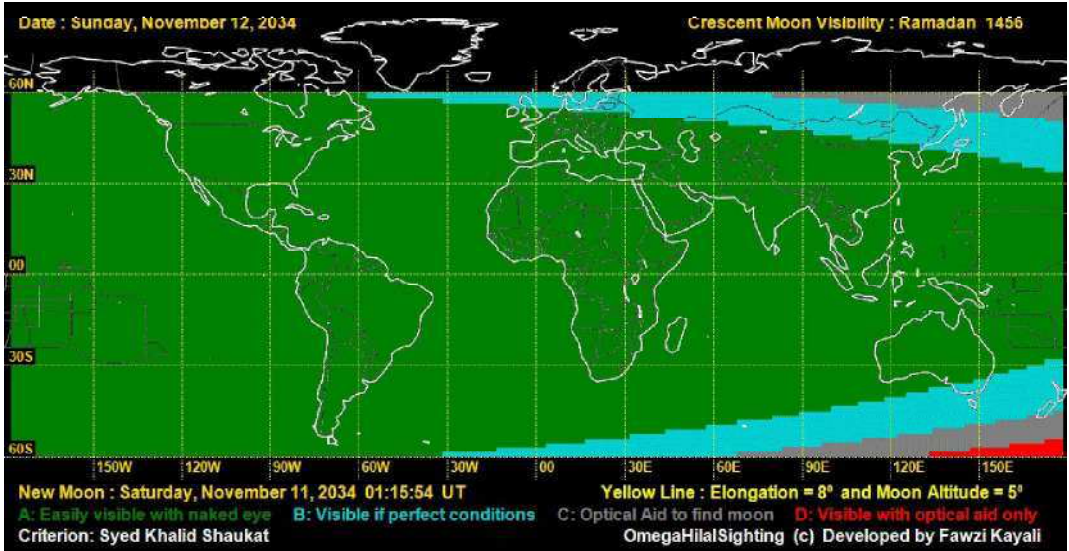 Date : Sunday, November 12, 2034 Crescent Moon Visibility : Ramadan 1456
60N
30N
00
30S
60S
150W 120W 90W 60W 30W 00 30E 60E 90E 120E 150E
New Moon : Saturday, November 11, 2034 01:15:54 UT Yellow Line : Elongation = 8º and Moon Altitude = 5º
A: Easily visible with naked eye B: Visible if perfect conditions C: Optical Aid to find moon D: Visible with optical aid only
Criterion: Syed Khalid Shaukat OmegaHilalSighting (c) Developed by Fawzi Kayali